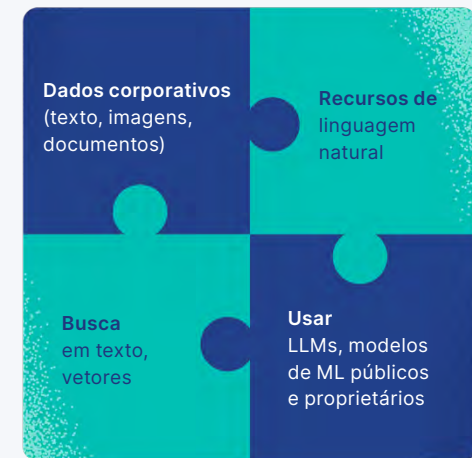 Dados corporativos
(texto, imagens,
documentos)
Recursos de
linguagem
natural
Busca
em texto,
vetores
Usar
LLMs, modelos
de ML públicos
e proprietários